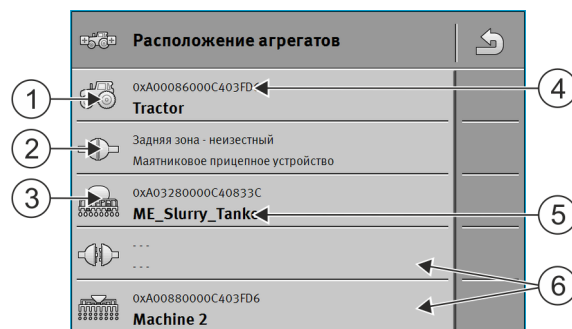 Расположение агрегатов
1
0xA00086000C403FD
4
Tractor
2
Задняя зона - неизвестный
Маятниковое прицепное устройство
3
0xA03280000C40833C
ME_Slurry_Tank
5
- - -
- - -
6
0xA00880000C403FD6
Machine 2